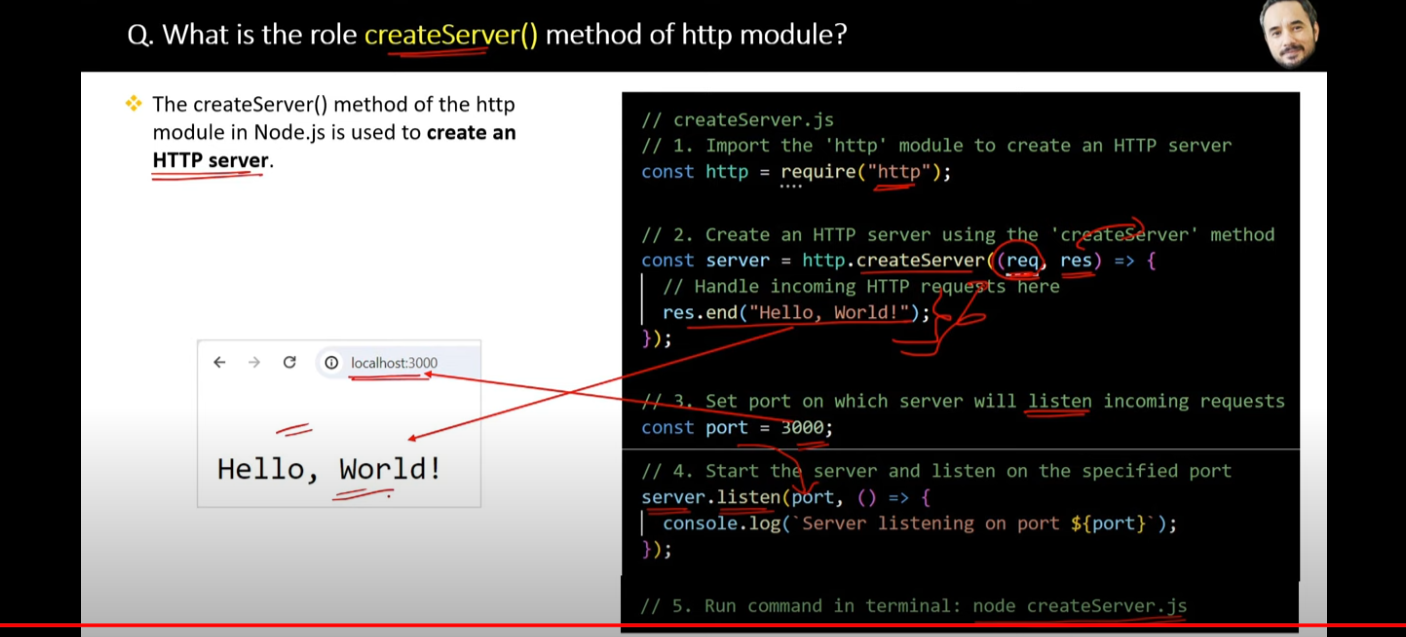 Q. What is the role createServer() method of http module?
❖ The createServer() method of the http
module in Node.js is used to create an
HTTP server.
localhost:3000
Hello, World!
// createServer.js
// 1. Import the 'http' module to create an HTTP server
const http = require("http");
// 2. Create an HTTP server using the 'createServer' method
const server = http.createServer((req, res) => {
// Handle incoming HTTP requests here
res.end("Hello, World!");
});
// 3. Set port on which server will listen incoming requests
const port = 3000;
// 4. Start the server and listen on the specified port
server.listen(port, () => {
console.log(`Server listening on port ${port}`);
});
// 5. Run command in terminal: node createServer.js